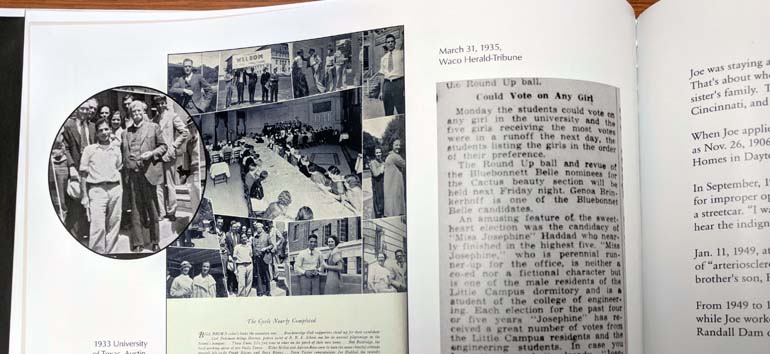 WELCOM
The Cycle Nearly Completed
1933 University
of Texas, Austin
March 31, 1935,
Waco Herald-Tribune
the Round Up ball.
Could Vote on Any Girl
Monday the students could vote on
any girl in the university and the
five girls receiving the most votes
were in a runoff the next day, the
students listing the girls in the order
of their preference.
The Round Up ball and revue of
the Bluebonnett Belle nominees for
the Cactus beauty section will be
held next Friday night. Genoa Brin-
kerhoff is one of the Bluebonnet
Belle candidates.
An amusing feature of the sweet-
heart election was the candidacy of
"Miss Josephine" Haddad who near-
ly finished in the highest five. "Miss
Josephine," who is perennial run-
ner-up for the office, is neither a
co-ed nor a fictional character but
is one of the male residents of the
Little Campus dormitory and is a
student of the college of engineer-
ing. Each election for the past four
or five years "Josephine" has re-
ceived a great number of votes from
the Little Campus residents and the
engineering students. In case you
Joe was staying a
That's about wh
sister's family. T
Cincinnati, and
When Joe applie
as Nov. 26, 1906
Homes in Dayt
In September, 1
for improper op
a streetcar. "I wa
hear the indign
Jan. 11, 1949, at
of "arterioscler
brother's son, E
From 1949 to 1
while Joe worke
Randall Dam o